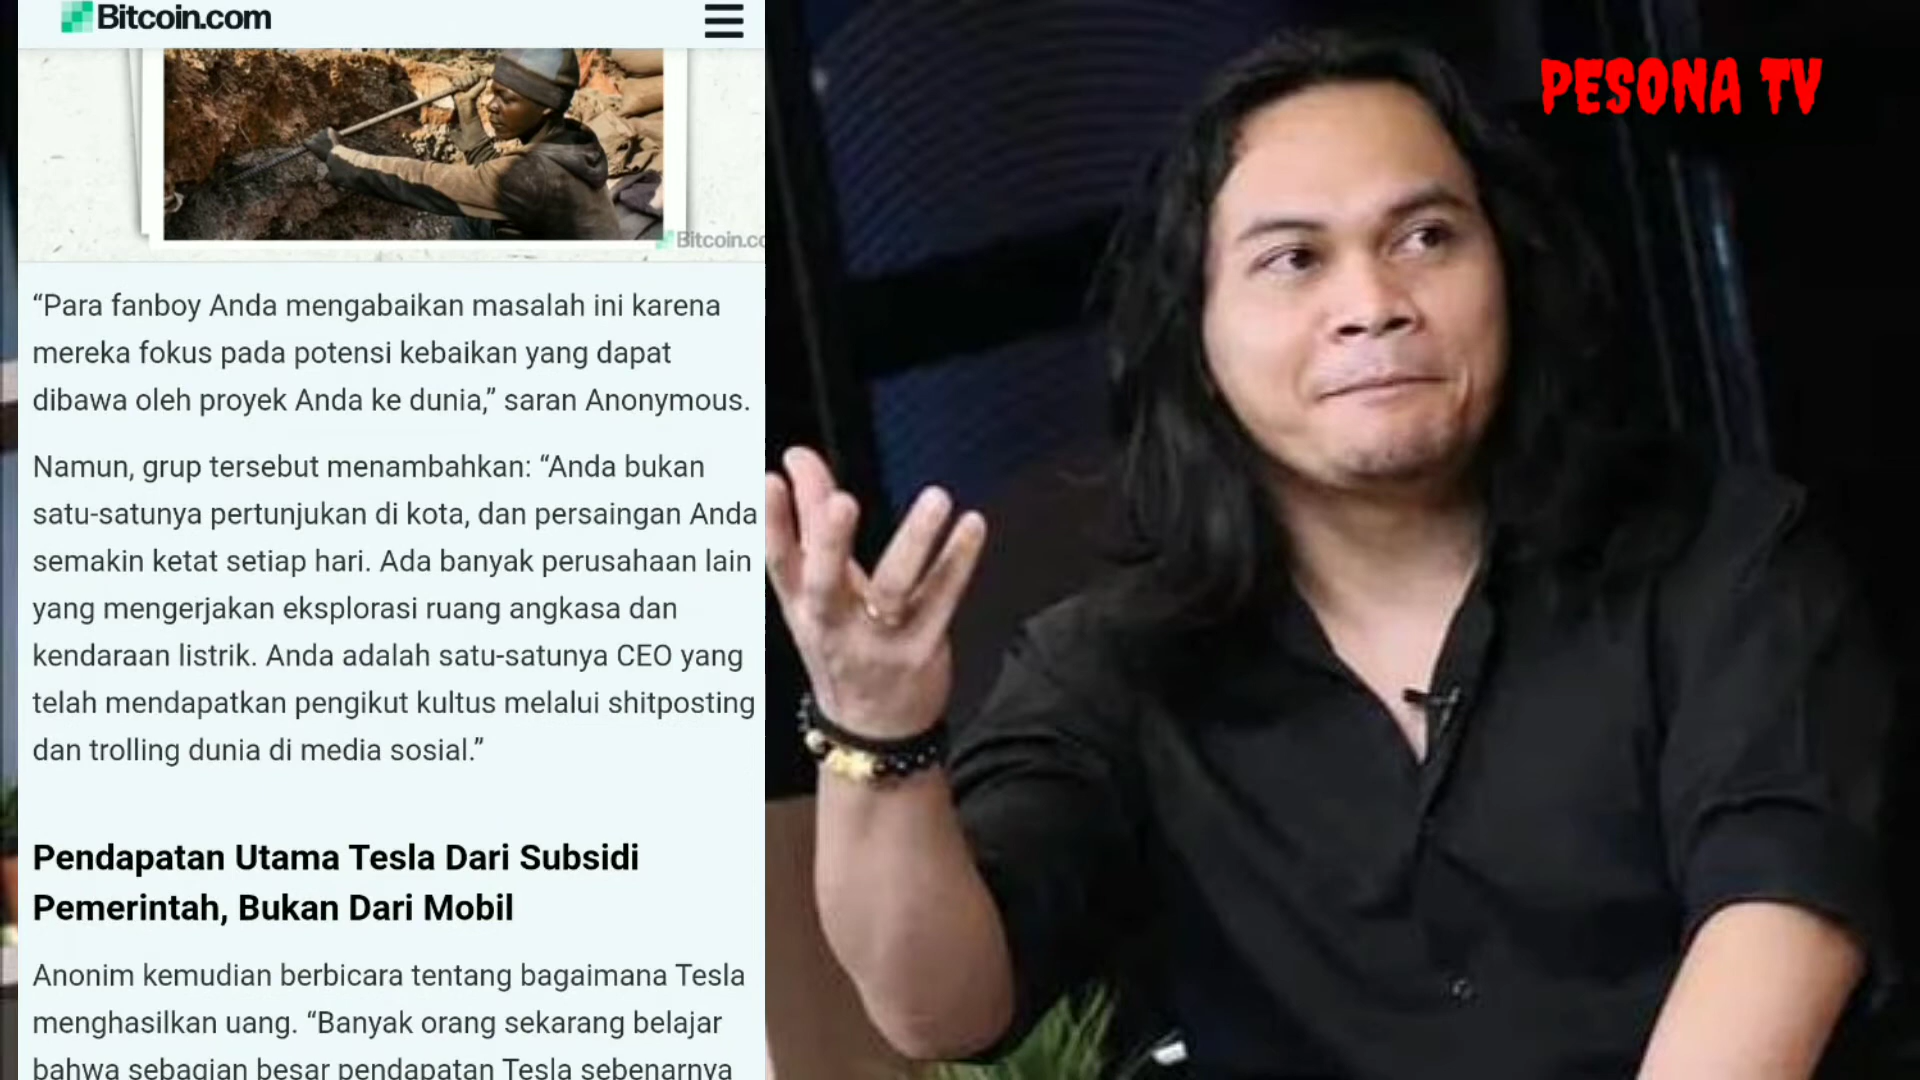 Bitcoin.com
PESONA TV
Bitcoin.co
“Para fanboy Anda mengabaikan masalah ini karena
mereka fokus pada potensi kebaikan yang dapat
dibawa oleh proyek Anda ke dunia,” saran Anonymous.
Namun, grup tersebut menambahkan: “Anda bukan
satu-satunya pertunjukan di kota, dan persaingan Anda
semakin ketat setiap hari. Ada banyak perusahaan lain
yang mengerjakan eksplorasi ruang angkasa dan
kendaraan listrik. Anda adalah satu-satunya CEO yang
telah mendapatkan pengikut kultus melalui shitposting
dan trolling dunia di media sosial.”
Pendapatan Utama Tesla Dari Subsidi
Pemerintah, Bukan Dari Mobil
Anonim kemudian berbicara tentang bagaimana Tesla
menghasilkan uang. “Banyak orang sekarang belajar
bahwa sebagian besar pendapatan Tesla sebenarnya